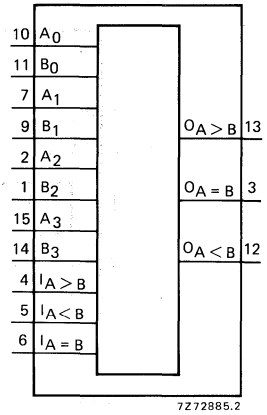 10 A0
11 B0
7 A1
9 B1
2 A2
1 B2
15 A3
14 B3
4 IA > B
5 IA < B
6 IA = B
OA > B 13
OA = B 3
OA < B 12
7Z72885.2